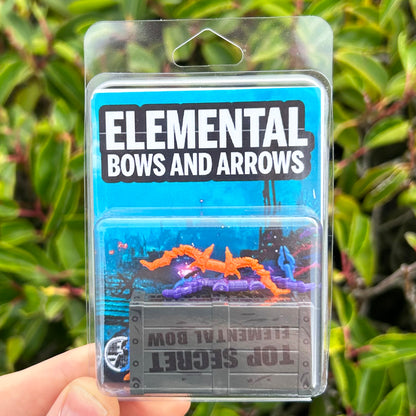 ELEMENTAL
BOWS AND ARROWS
TOP SECRET
ELEMENTAL BOW